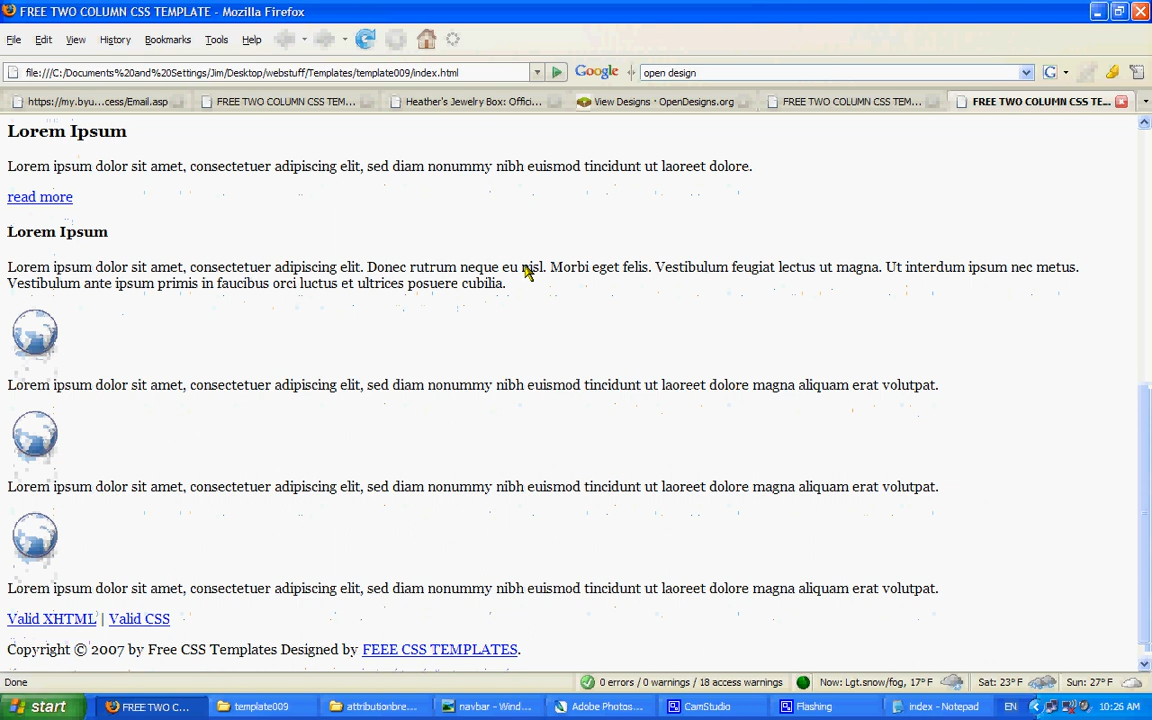 FREE TWO COLUMN CSS TEMPLATE - Mozilla Firefox
File Edit View History Bookmarks Tools Help
file:///C:/Documents%20and%20Settings/Jim/Desktop/webstuff/Templates/template009/index.html Google open design G
https://my.byu....cess/Email.asp FREE TWO COLUMN CSS TEM... Heather's Jewelry Box: Offici... View Designs · OpenDesigns.org FREE TWO COLUMN CSS TEM... FREE TWO COLUMN CSS TE...
Lorem Ipsum
Lorem ipsum dolor sit amet, consectetuer adipiscing elit, sed diam nonummy nibh euismod tincidunt ut laoreet dolore.
read more
Lorem Ipsum
Lorem ipsum dolor sit amet, consectetuer adipiscing elit. Donec rutrum neque eu nisl. Morbi eget felis. Vestibulum feugiat lectus ut magna. Ut interdum ipsum nec metus.
Vestibulum ante ipsum primis in faucibus orci luctus et ultrices posuere cubilia.
Lorem ipsum dolor sit amet, consectetuer adipiscing elit, sed diam nonummy nibh euismod tincidunt ut laoreet dolore magna aliquam erat volutpat.
Lorem ipsum dolor sit amet, consectetuer adipiscing elit, sed diam nonummy nibh euismod tincidunt ut laoreet dolore magna aliquam erat volutpat.
Lorem ipsum dolor sit amet, consectetuer adipiscing elit, sed diam nonummy nibh euismod tincidunt ut laoreet dolore magna aliquam erat volutpat.
Valid XHTML | Valid CSS
Copyright © 2007 by Free CSS Templates Designed by FEEE CSS TEMPLATES.
Done 0 errors / 0 warnings / 18 access warnings Now: Lgt.snow/fog, 17° F Sat: 23° F Sun: 27° F
start FREE TWO C... template009 attributionbre... navbar - Wind... Adobe Photos... CamStudio Flashing index - Notepad EN 10:26 AM